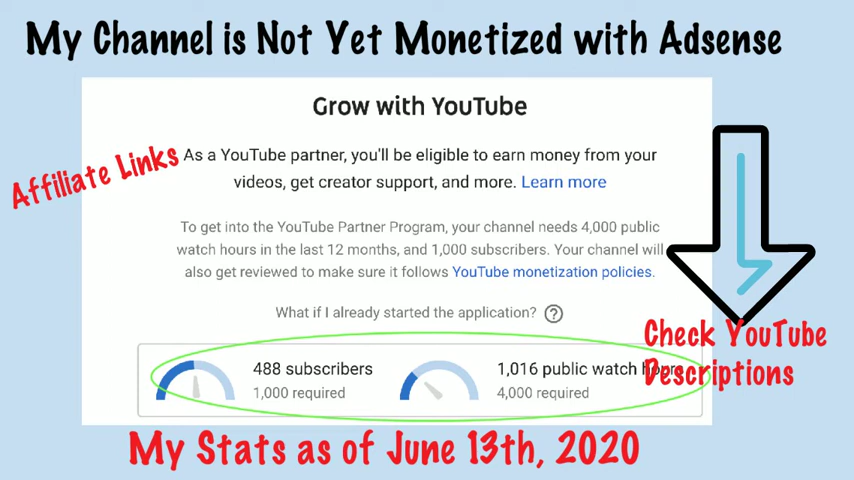 My Channel is Not Yet Monetized with Adsense
Grow with YouTube
Affiliate Links
As a YouTube partner, you'll be eligible to earn money from your
videos, get creator support, and more. Learn more
To get into the YouTube Partner Program, your channel needs 4,000 public
watch hours in the last 12 months, and 1,000 subscribers. Your channel will
also get reviewed to make sure it follows YouTube monetization policies.
What if I already started the application? ?
Check YouTube
Descriptions
488 subscribers
1,000 required
1,016 public watch hours
4,000 required
My Stats as of June 13th, 2020